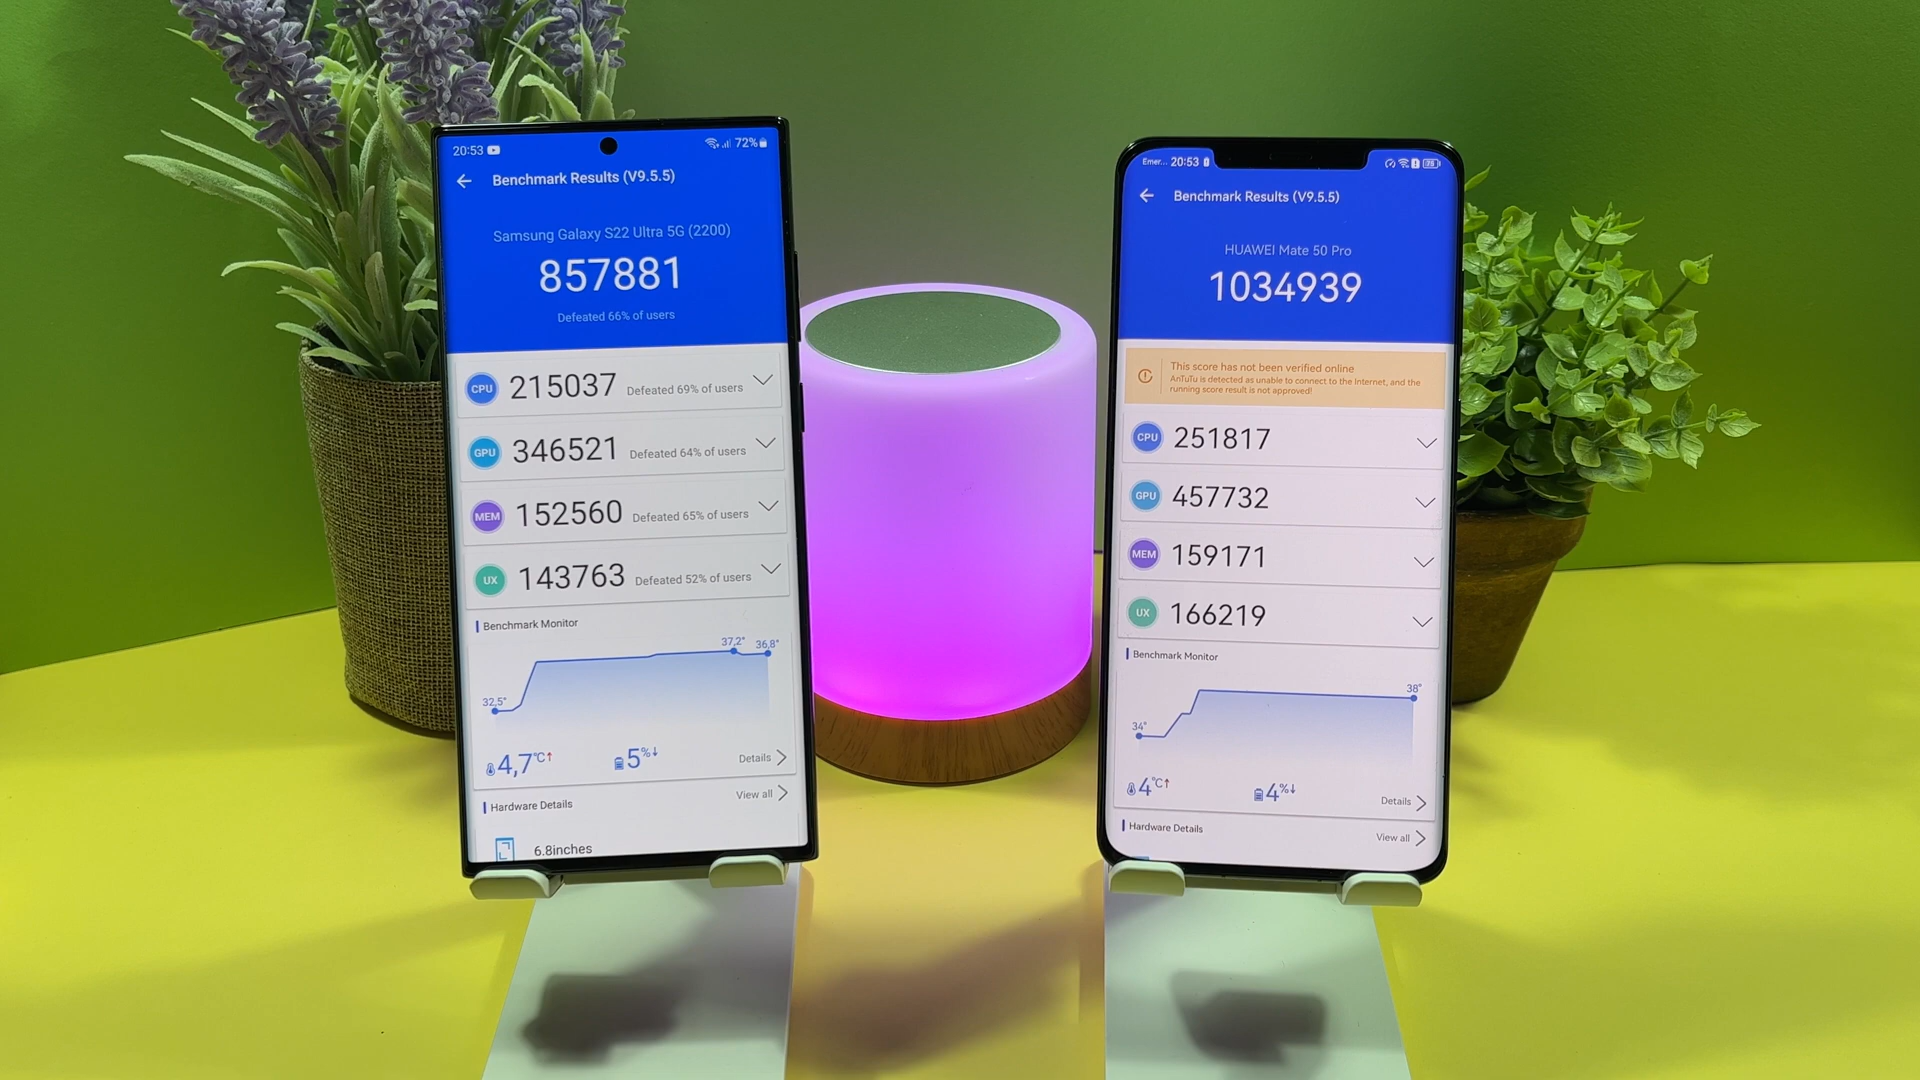 20:53
72%
Benchmark Results (V9.5.5)
Samsung Galaxy S22 Ultra 5G (2200)
857881
Defeated 66% of users
CPU 215037 Defeated 69% of users
GPU 346521 Defeated 64% of users
MEM 152560 Defeated 65% of users
UX 143763 Defeated 52% of users
Benchmark Monitor
37,2° 36,8°
32,5°
4,7°C↑ 5%↓ Details
Hardware Details View all
6.8inches
Emer... 20:53
Benchmark Results (V9.5.5)
HUAWEI Mate 50 Pro
1034939
This score has not been verified online
AnTuTu is detected as unable to connect to the Internet, and the
running score result is not approved!
CPU 251817
GPU 457732
MEM 159171
UX 166219
Benchmark Monitor
38°
34°
4°C↑ 4%↓ Details
Hardware Details View all